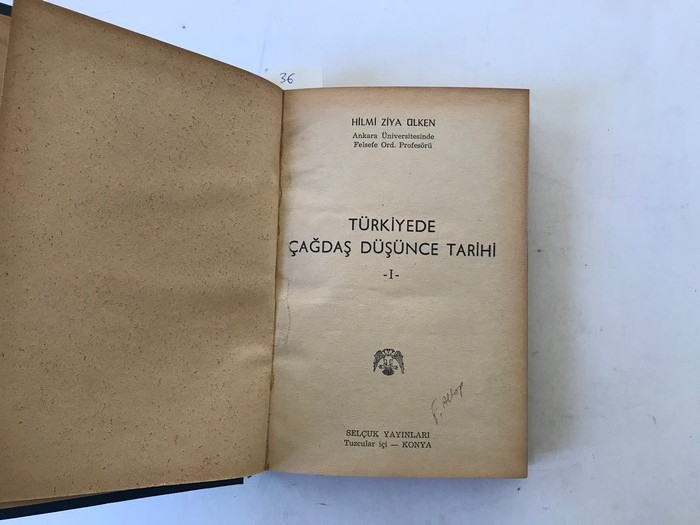 36
HİLMİ ZİYA ÜLKEN
Ankara Üniversitesinde
Felsefe Ord. Profesörü
TÜRKİYEDE
ÇAĞDAŞ DÜŞÜNCE TARİHİ
-I-
SELÇUK YAYINLARI
Tuzcular içi — KONYA